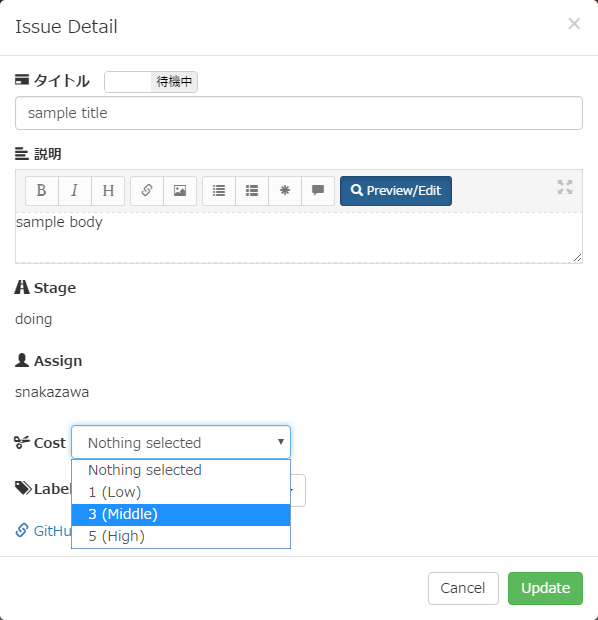 Issue Detail ×
タイトル 待機中
sample title
説明
B I H Preview/Edit
sample body
Stage
doing
Assign
snakazawa
Cost Nothing selected
Nothing selected
1 (Low)
Label
3 (Middle)
5 (High)
GitHu
Cancel Update